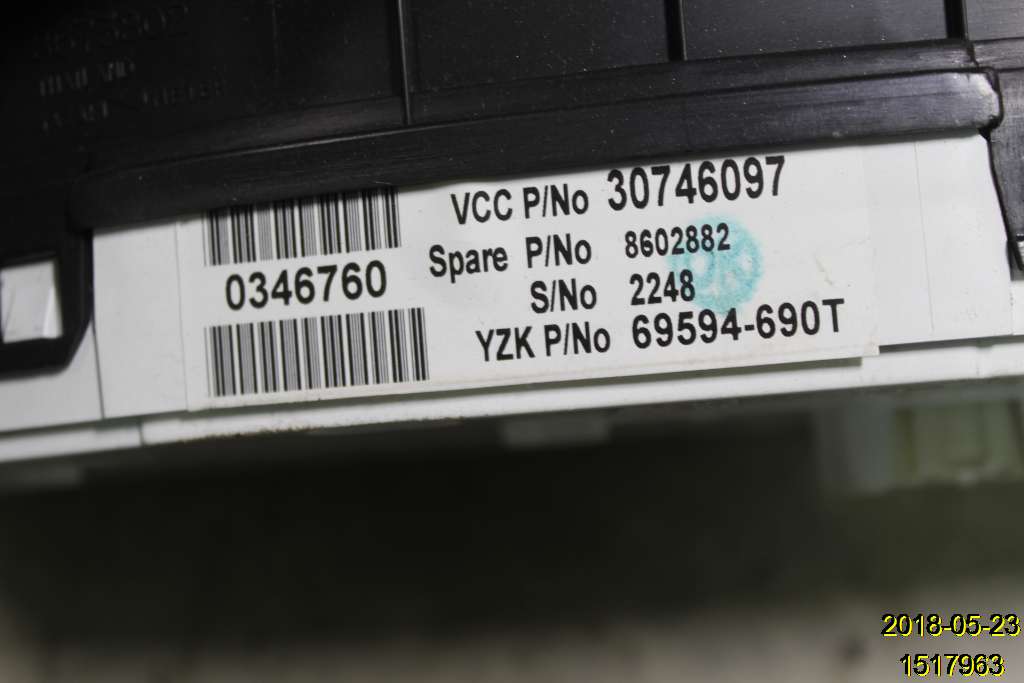 VCC P/No 30746097
Spare P/No 8602882
0346760
S/No 2248
YZK P/No 69594-690T
2018-05-23
1517963